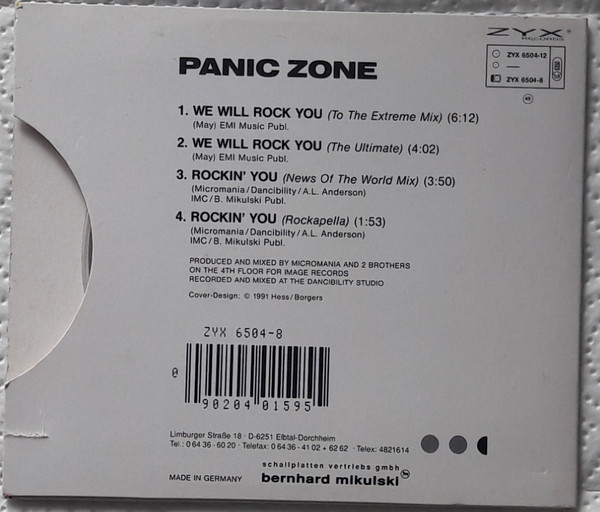 ZYX
RECORDS
ZYX 6504-12
—
ZYX 6504-8
PANIC ZONE
1. WE WILL ROCK YOU (To The Extreme Mix) (6:12)
(May) EMI Music Publ.
2. WE WILL ROCK YOU (The Ultimate) (4:02)
(May) EMI Music Publ.
3. ROCKIN' YOU (News Of The World Mix) (3:50)
(Micromania/Dancibility/A.L. Anderson)
IMC/B. Mikulski Publ.
4. ROCKIN' YOU (Rockapella) (1:53)
(Micromania/Dancibility/A.L. Anderson)
IMC/B. Mikulski Publ.
PRODUCED AND MIXED BY MICROMANIA AND 2 BROTHERS
ON THE 4TH FLOOR FOR IMAGE RECORDS
RECORDED AND MIXED AT THE DANCIBILITY STUDIO
Cover-Design: © 1991 Hess/Borgers
ZYX 6504-8
0 90204 01595
Limburger Straße 18 · D-6251 Elbtal-Dorchheim
Tel.: 0 64 36 - 60 20 · Telefax: 0 64 36 - 41 02 + 62 62 · Telex: 4821614
schallplatten vertriebs gmbh
MADE IN GERMANY bernhard mikulski